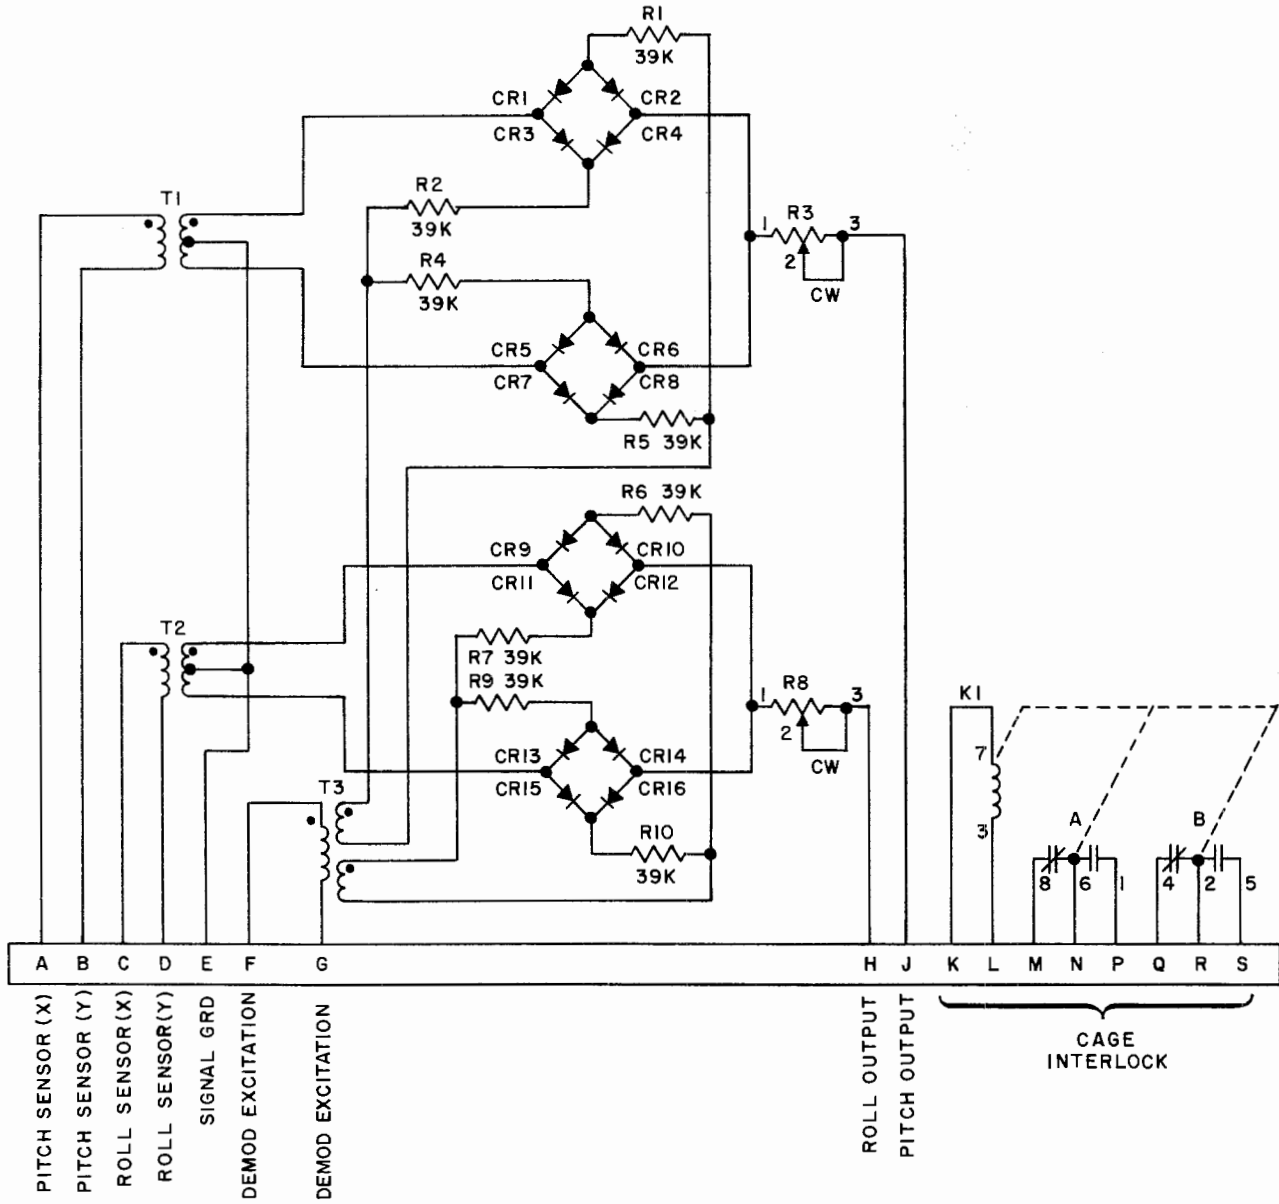 R1
39K
CR1
CR2
CR3
CR4
T1
R2
39K
R4
39K
1
R3
3
2
CW
CR5
CR6
CR7
CR8
R5 39K
R6 39K
CR9
CR10
CR11
CR12
T2
R7 39K
R9 39K
1
R8
3
2
CW
K1
7
3
CR13
CR14
CR15
CR16
T3
R10
39K
A
B
8
6
1
4
2
5
A B C D E F G H J K L M N P Q R S
PITCH SENSOR (X)
PITCH SENSOR (Y)
ROLL SENSOR (X)
ROLL SENSOR (Y)
SIGNAL GRD
DEMOD EXCITATION
DEMOD EXCITATION
ROLL OUTPUT
PITCH OUTPUT
CAGE
INTERLOCK